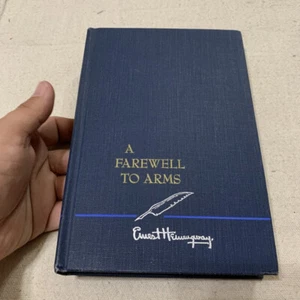 A
FAREWELL
TO ARMS
Ernest Hemingway.